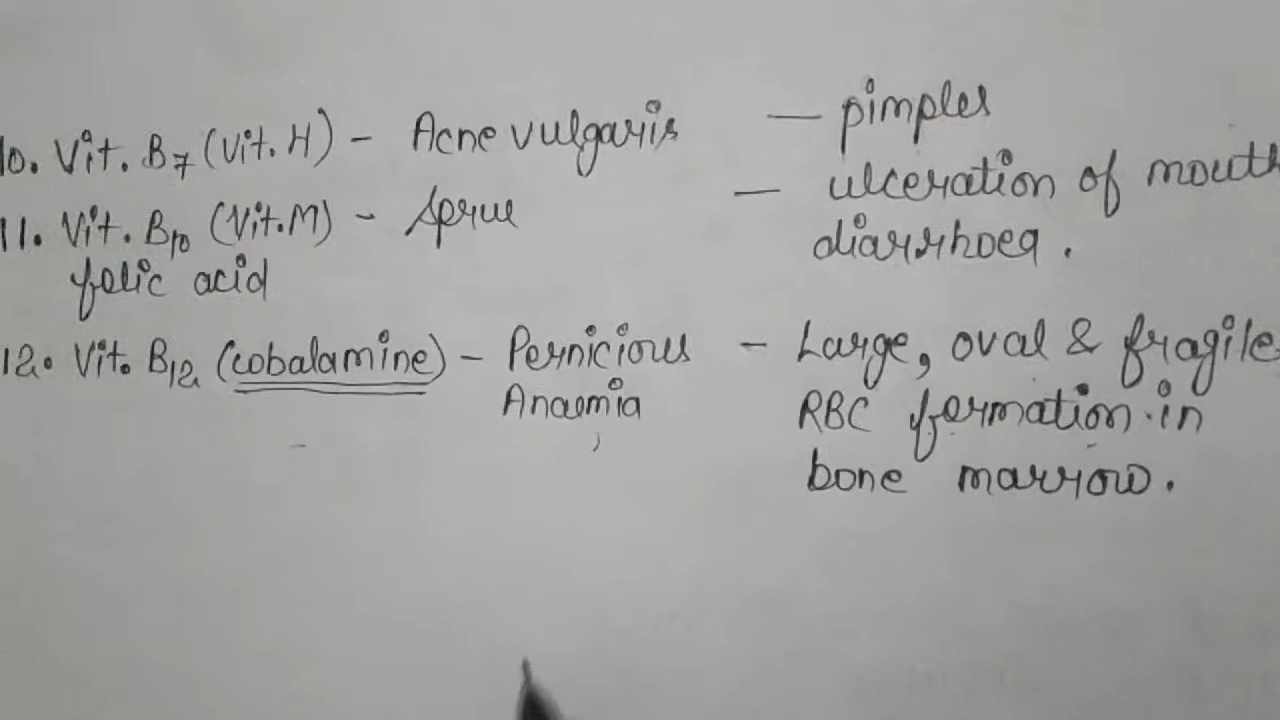 10. Vit. B7 (Vit. H) - Acne vulgaris - pimples
11. Vit. B10 (Vit. M) - Sprue - ulceration of mouth
folic acid diarrhoea.
12. Vit. B12 (cobalamine) - Pernicious - Large, oval & fragile
Anaemia RBC formation in
bone marrow.